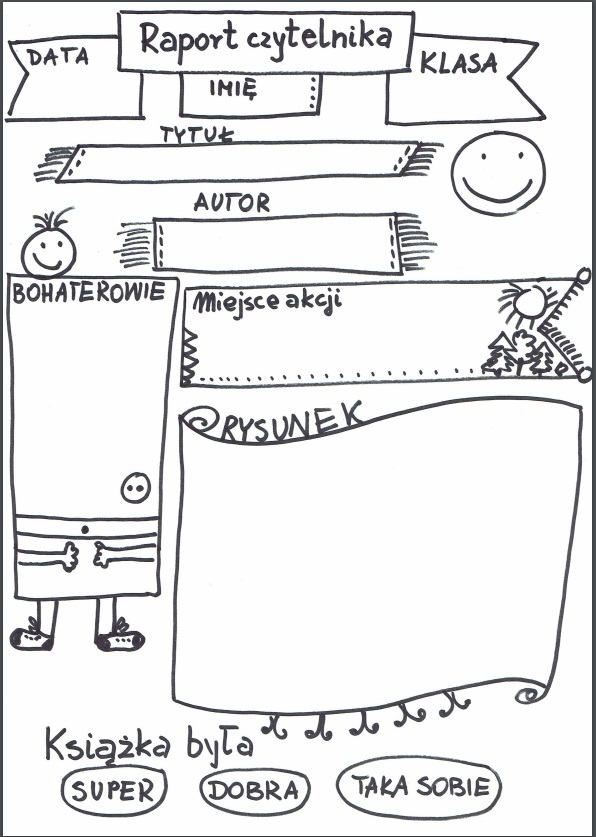 Raport czytelnika
DATA
IMIĘ
KLASA
TYTUŁ
AUTOR
BOHATEROWIE
Miejsce akcji
RYSUNEK
Książka była
SUPER
DOBRA
TAKA SOBIE